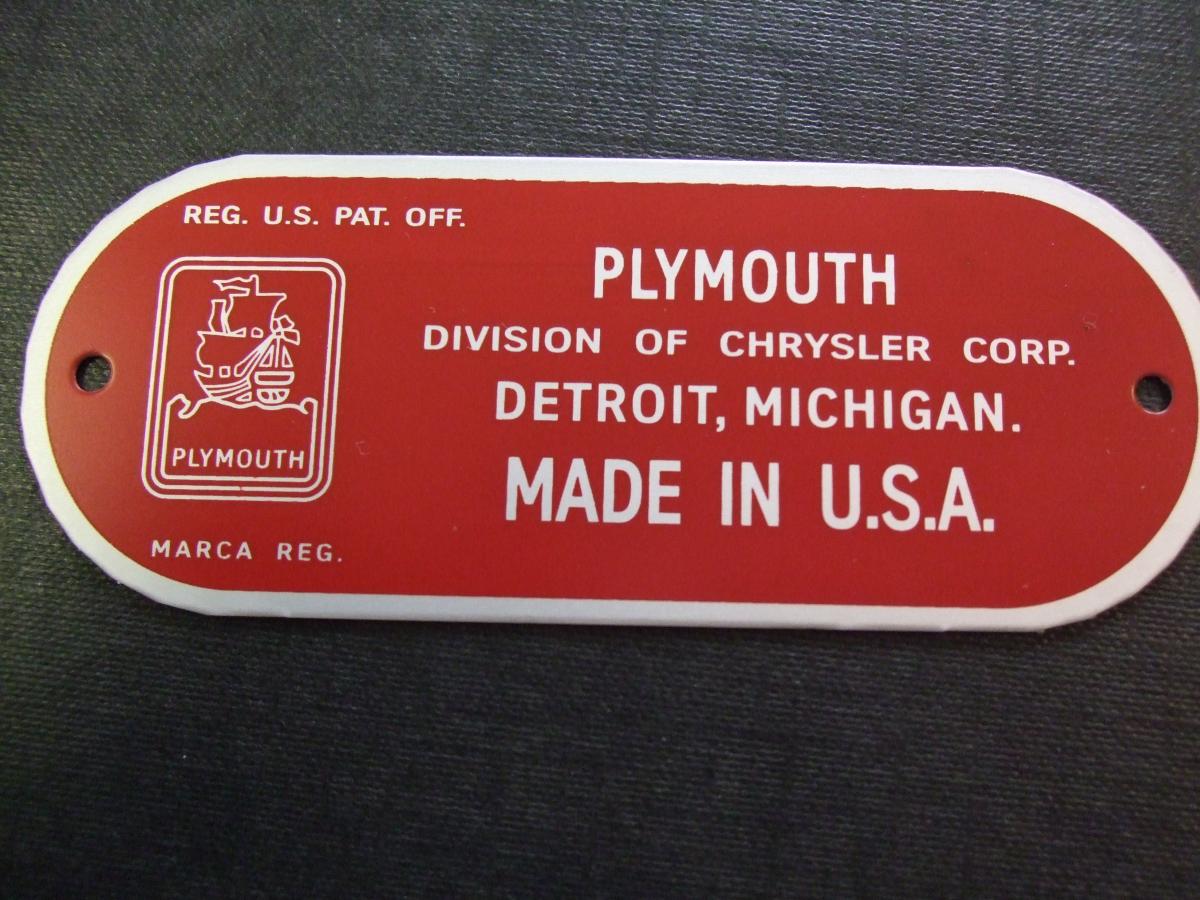 REG. U.S. PAT. OFF.
PLYMOUTH
MARCA REG.
PLYMOUTH
DIVISION OF CHRYSLER CORP.
DETROIT, MICHIGAN.
MADE IN U.S.A.